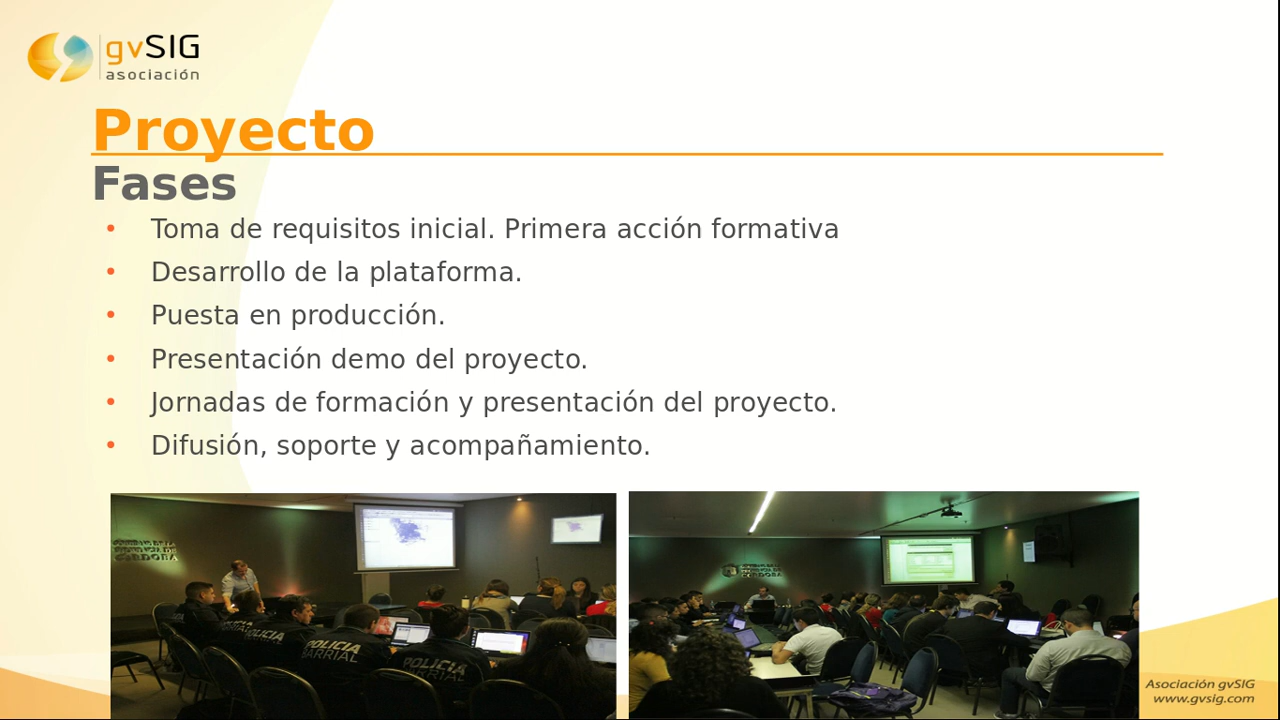 gvSIG
asociación
Proyecto
Fases
• Toma de requisitos inicial. Primera acción formativa
• Desarrollo de la plataforma.
• Puesta en producción.
• Presentación demo del proyecto.
• Jornadas de formación y presentación del proyecto.
• Difusión, soporte y acompañamiento.
CÓRDOBA
POLICIA
BARRIAL
POLICIA
BARRIAL
CÓRDOBA
Asociación gvSIG
www.gvsig.com